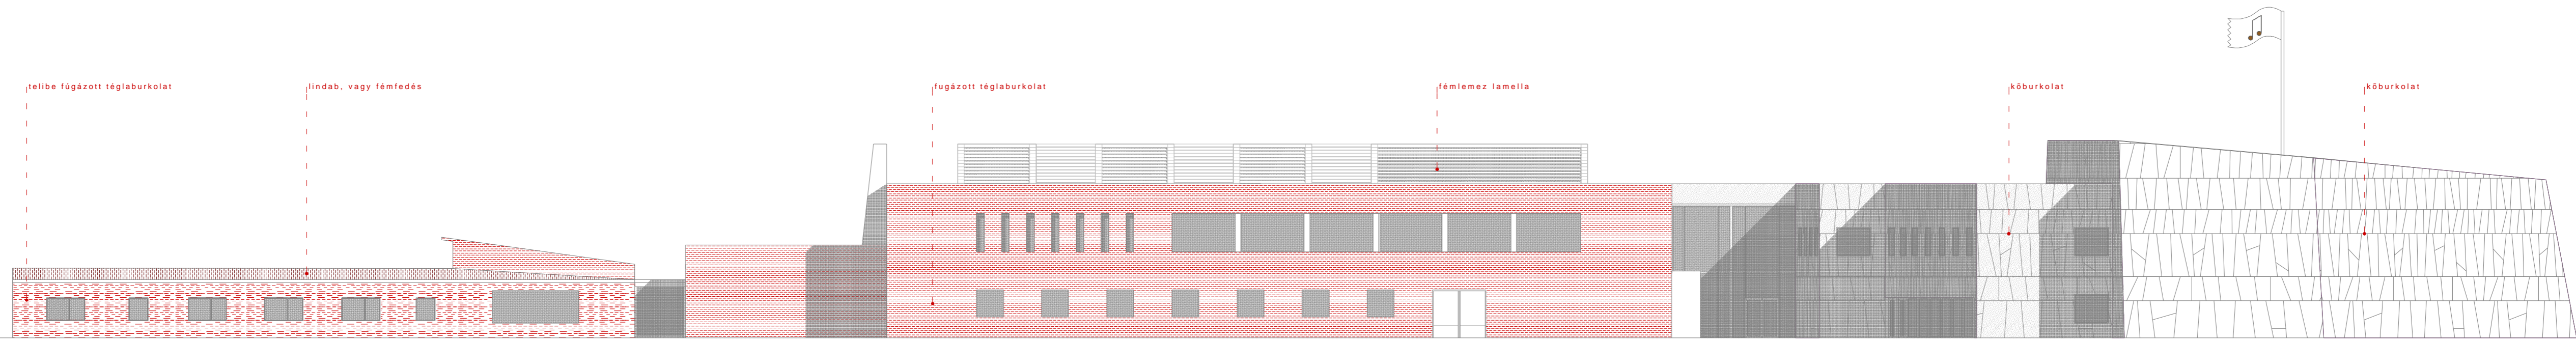 telibe fúgázott téglaburkolat
lindab, vagy fémfedés
fugázott téglaburkolat
fémlemez lamella
kőburkolat
kőburkolat